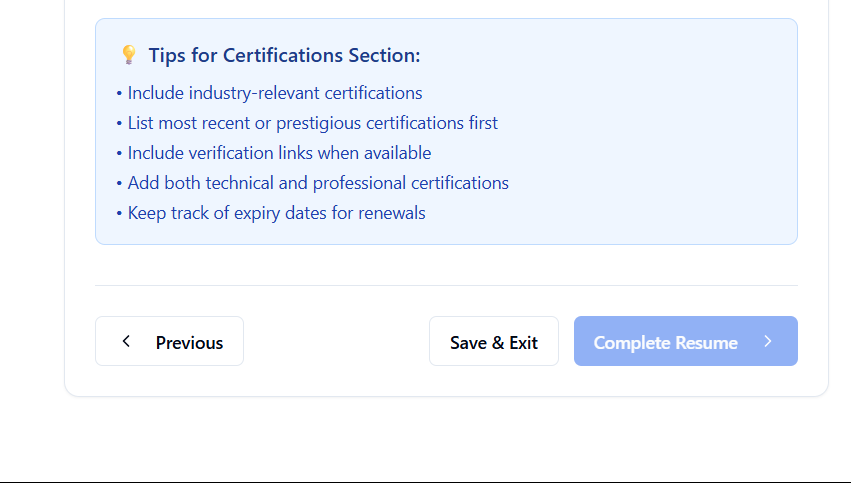 💡 Tips for Certifications Section:
• Include industry-relevant certifications
• List most recent or prestigious certifications first
• Include verification links when available
• Add both technical and professional certifications
• Keep track of expiry dates for renewals
Previous
Save & Exit
Complete Resume